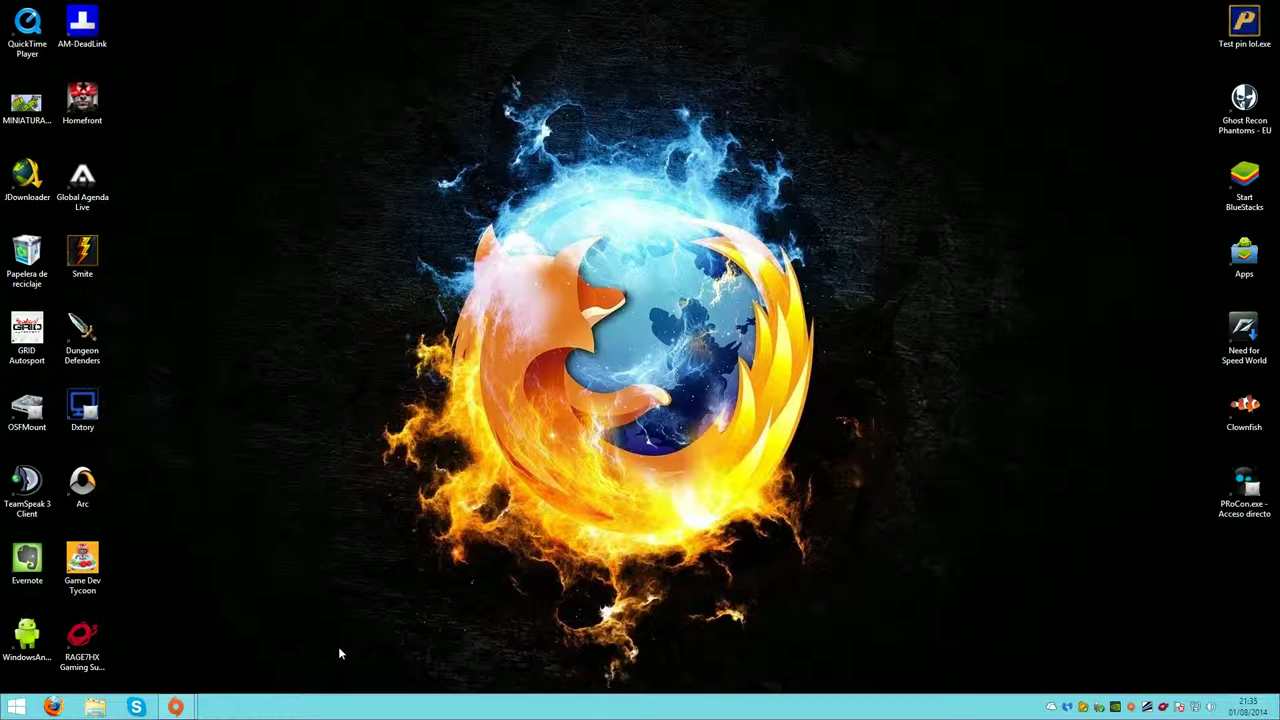 QuickTime
Player
AM-DeadLink
MINIATURA...
Homefront
JDownloader
Global Agenda
Live
Papelera de
reciclaje
Smite
GRID
Autosport
Dungeon
Defenders
OSFMount
Dxtory
TeamSpeak 3
Client
Arc
Evernote
Game Dev
Tycoon
WindowsAn...
RAGE7HX
Gaming Su...
Test pin lol.exe
Ghost Recon
Phantoms - EU
Start
BlueStacks
Apps
Need for
Speed World
Clownfish
PRoCon.exe -
Acceso directo
21:35
01/08/2014